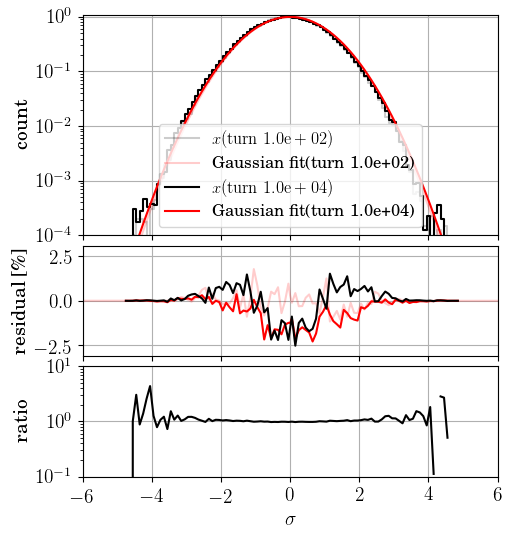 10⁰
10⁻¹
10⁻²
10⁻³
10⁻⁴
count
x(turn 1.0e+02)
Gaussian fit(turn 1.0e+02)
x(turn 1.0e+04)
Gaussian fit(turn 1.0e+04)
2.5
0.0
−2.5
residual [%]
10¹
10⁰
10⁻¹
ratio
−6 −4 −2 0 2 4 6
σ